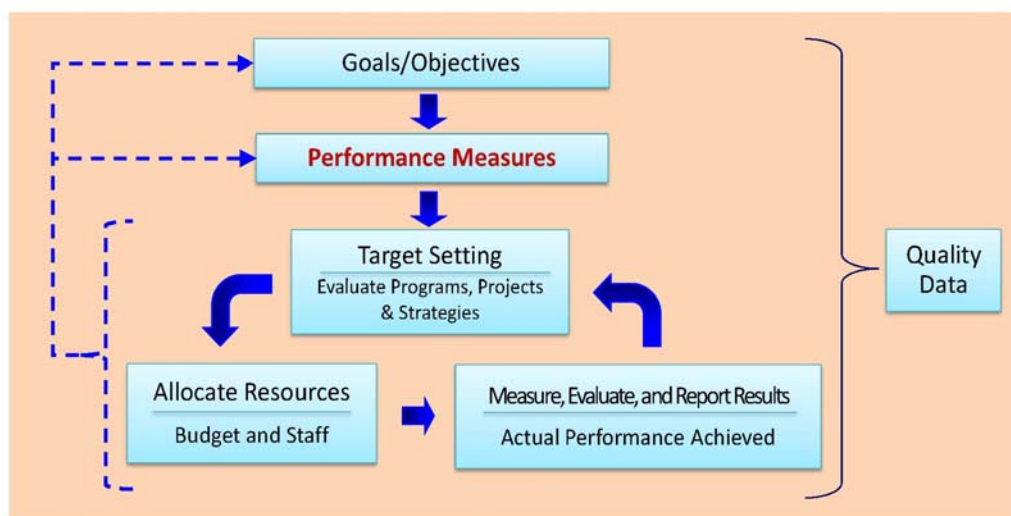 Goals/Objectives
Performance Measures
Target Setting
Evaluate Programs, Projects
& Strategies
Allocate Resources
Budget and Staff
Measure, Evaluate, and Report Results
Actual Performance Achieved
Quality
Data